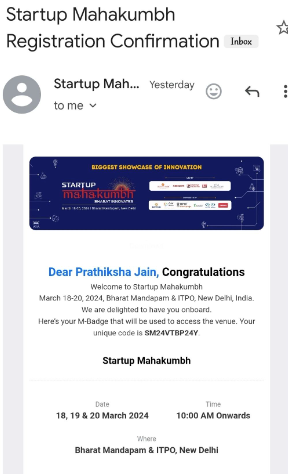 Startup Mahakumbh
Registration Confirmation Inbox
Startup Mah... Yesterday
to me
BIGGEST SHOWCASE OF INNOVATION
STARTUP
mahakumbh
BHARAT INNOVATES
Dear Prathiksha Jain, Congratulations
Welcome to Startup Mahakumbh
March 18-20, 2024, Bharat Mandapam & ITPO, New Delhi, India.
We are delighted to have you onboard.
Here's your M-Badge that will be used to access the venue. Your
unique code is SM24VTBP24Y.
Startup Mahakumbh
Date Time
18, 19 & 20 March 2024 10:00 AM Onwards
Where
Bharat Mandapam & ITPO, New Delhi